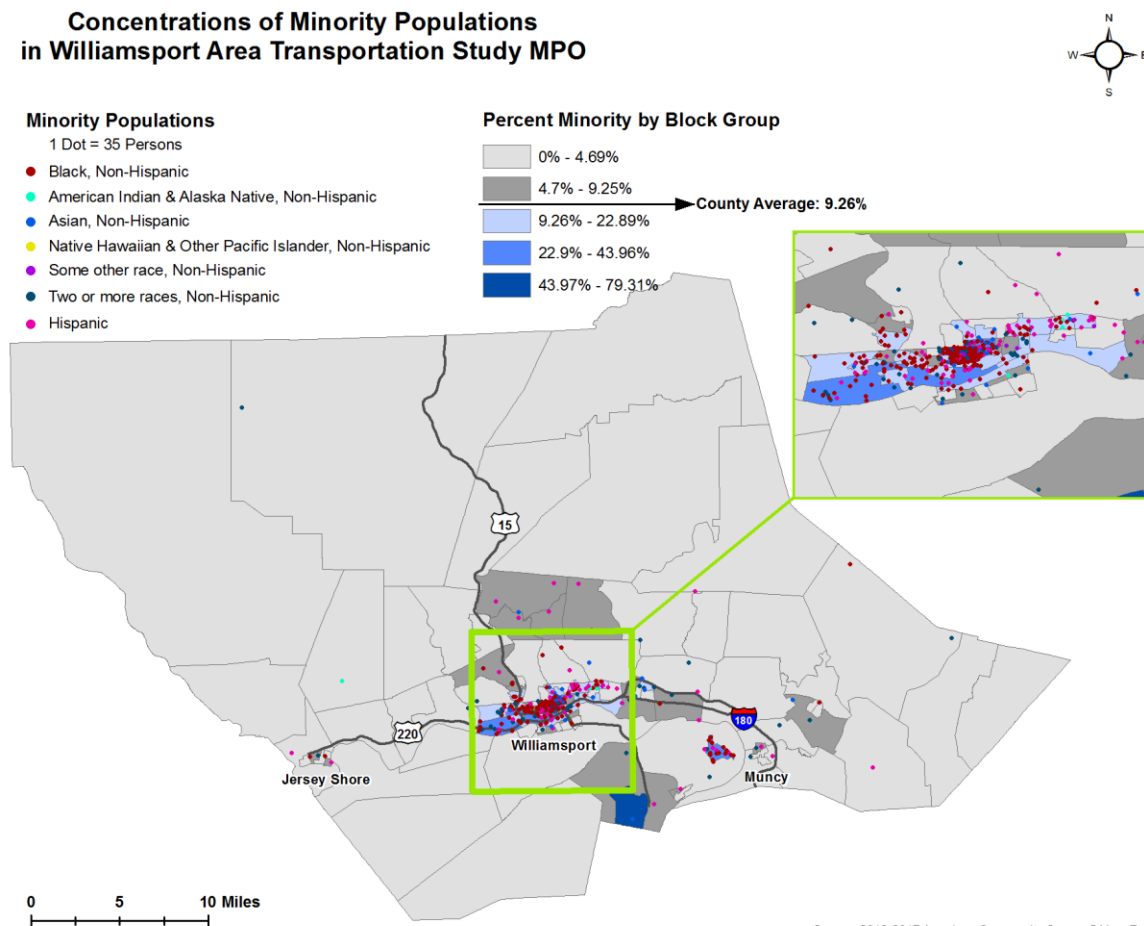 Concentrations of Minority Populations
in Williamsport Area Transportation Study MPO
N
W
E
S
Minority Populations
1 Dot = 35 Persons
Black, Non-Hispanic
American Indian & Alaska Native, Non-Hispanic
Asian, Non-Hispanic
Native Hawaiian & Other Pacific Islander, Non-Hispanic
Some other race, Non-Hispanic
Two or more races, Non-Hispanic
Hispanic
Percent Minority by Block Group
0% - 4.69%
4.7% - 9.25%
County Average: 9.26%
9.26% - 22.89%
22.9% - 43.96%
43.97% - 79.31%
15
220
180
Williamsport
Jersey Shore
Muncy
0 5 10 Miles